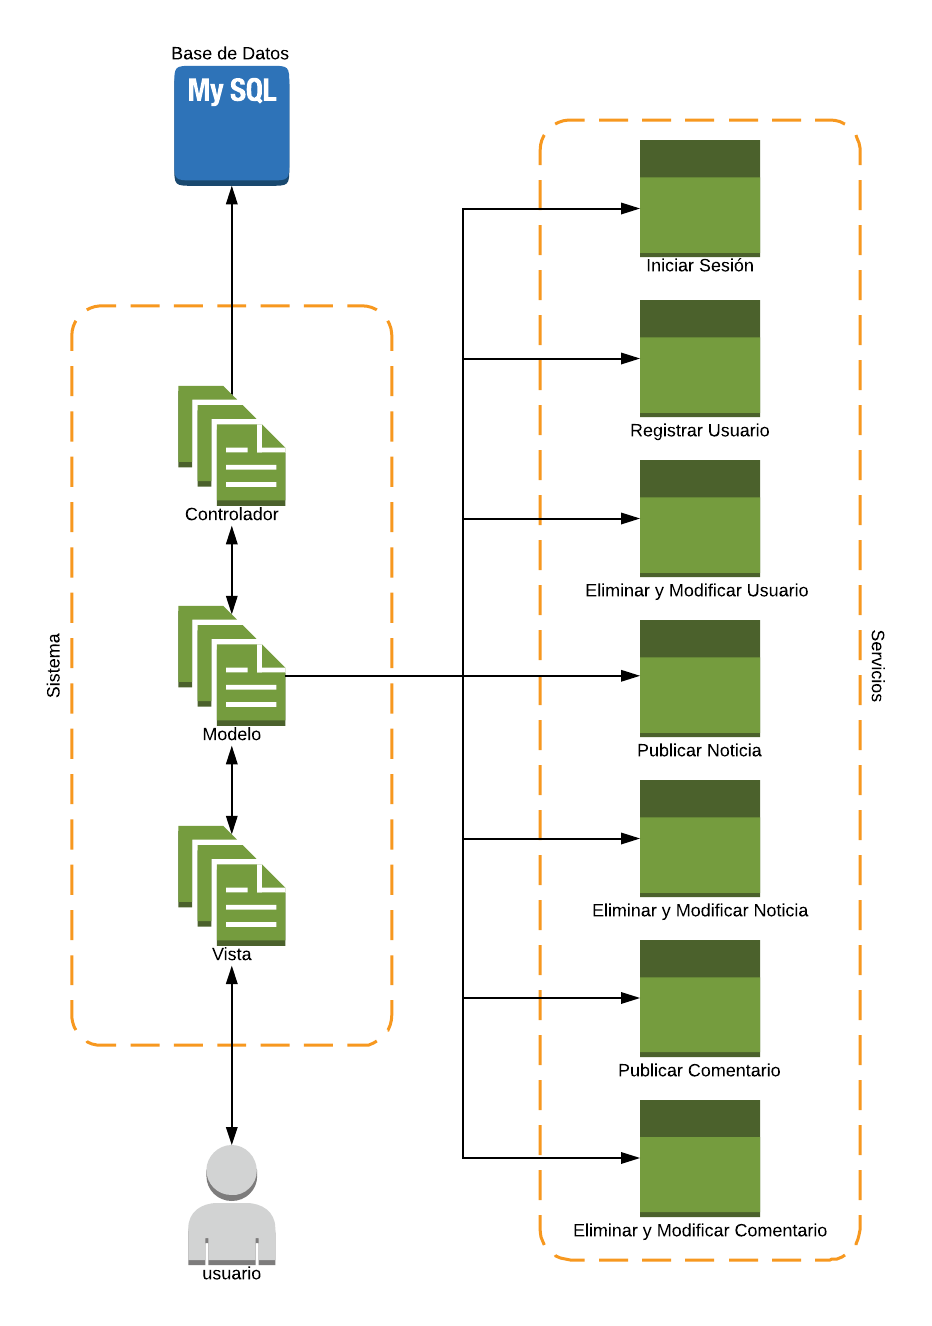 Base de Datos
My SQL
Sistema
Controlador
Modelo
Vista
usuario
Servicios
Iniciar Sesión
Registrar Usuario
Eliminar y Modificar Usuario
Publicar Noticia
Eliminar y Modificar Noticia
Publicar Comentario
Eliminar y Modificar Comentario